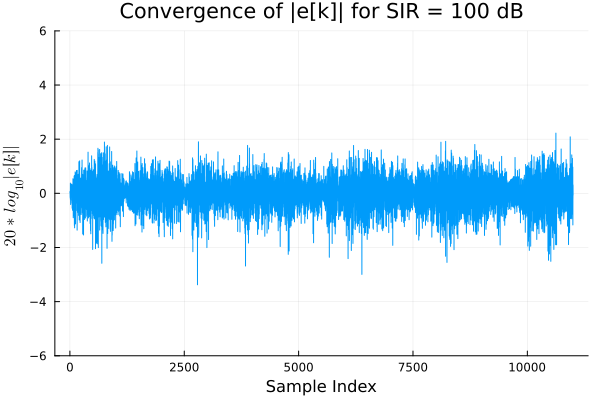 Convergence of |e[k]| for SIR = 100 dB
20 * log₁₀|e[k]|
6
4
2
0
−2
−4
−6
0 2500 5000 7500 10000
Sample Index